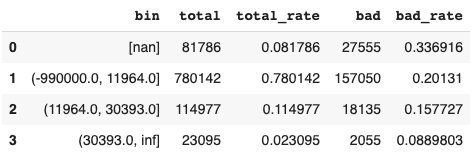 bin total total_rate bad bad_rate
0 [nan] 81786 0.081786 27555 0.336916
1 (-990000.0, 11964.0] 780142 0.780142 157050 0.20131
2 (11964.0, 30393.0] 114977 0.114977 18135 0.157727
3 (30393.0, inf] 23095 0.023095 2055 0.0889803